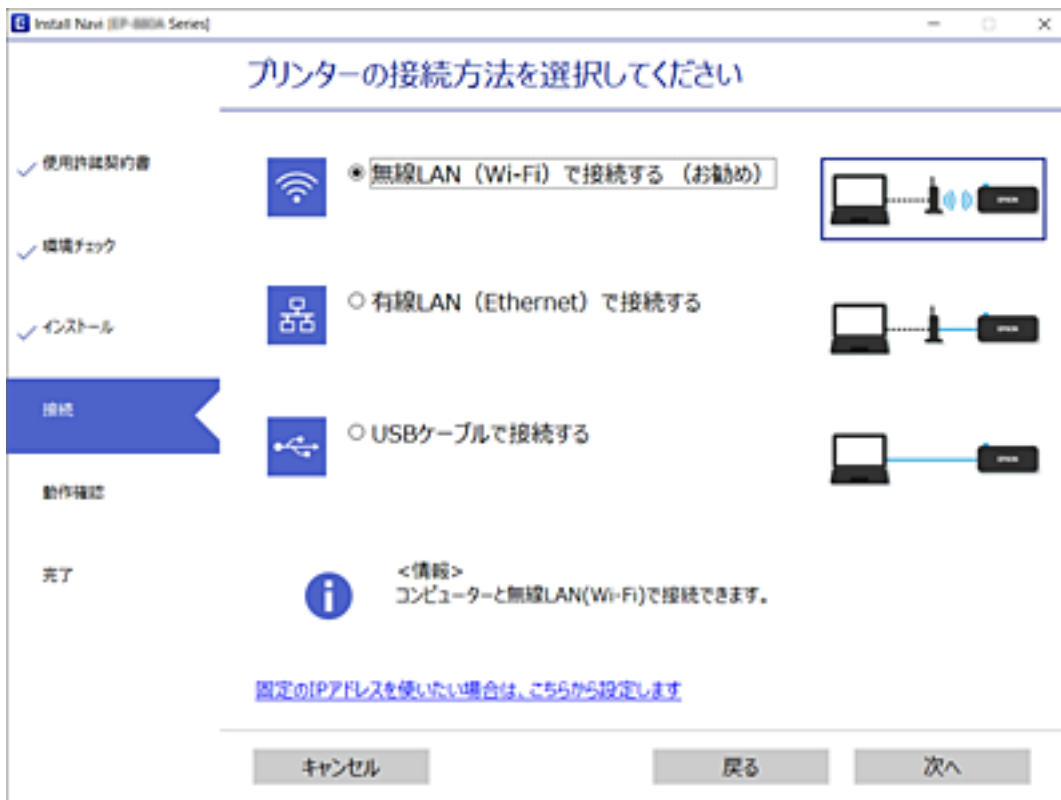 Install Navi [EP-880A Series]
プリンターの接続方法を選択してください
使用許諾契約書
環境チェック
インストール
接続
動作確認
完了
無線LAN（Wi-Fi）で接続する （お勧め）
EPSON
有線LAN（Ethernet）で接続する
EPSON
USBケーブルで接続する
EPSON
<情報>
コンピューターと無線LAN(Wi-Fi)で接続できます。
固定のIPアドレスを使いたい場合は、こちらから設定します
キャンセル
戻る
次へ